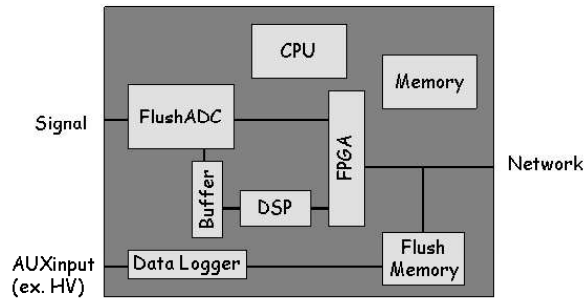 CPU
Memory
Signal
FlushADC
FPGA
Network
Buffer
DSP
Flush
Memory
AUXinput
(ex. HV)
Data Logger